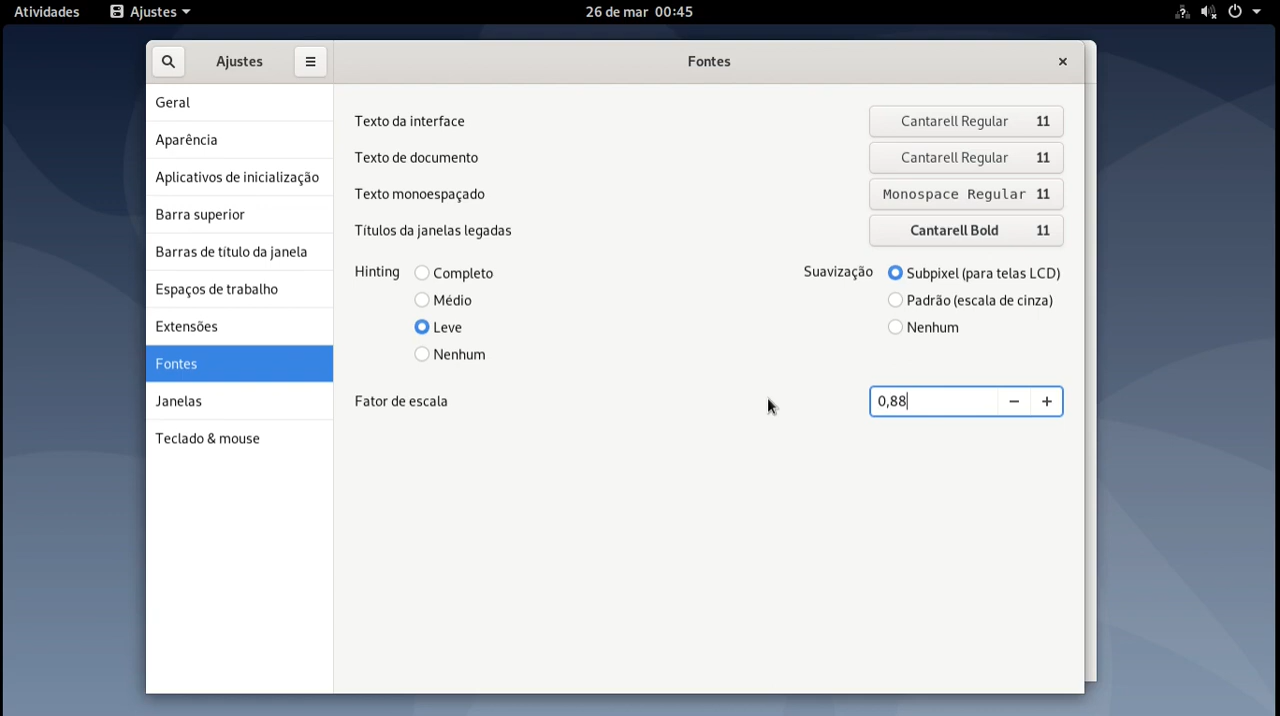 Atividades Ajustes 26 de mar 00:45
Ajustes Fontes
Geral
Aparência
Aplicativos de inicialização
Barra superior
Barras de título da janela
Espaços de trabalho
Extensões
Fontes
Janelas
Teclado & mouse
Texto da interface Cantarell Regular 11
Texto de documento Cantarell Regular 11
Texto monoespaçado Monospace Regular 11
Títulos da janelas legadas Cantarell Bold 11
Hinting Completo
Médio
Leve
Nenhum
Suavização Subpixel (para telas LCD)
Padrão (escala de cinza)
Nenhum
Fator de escala 0,88